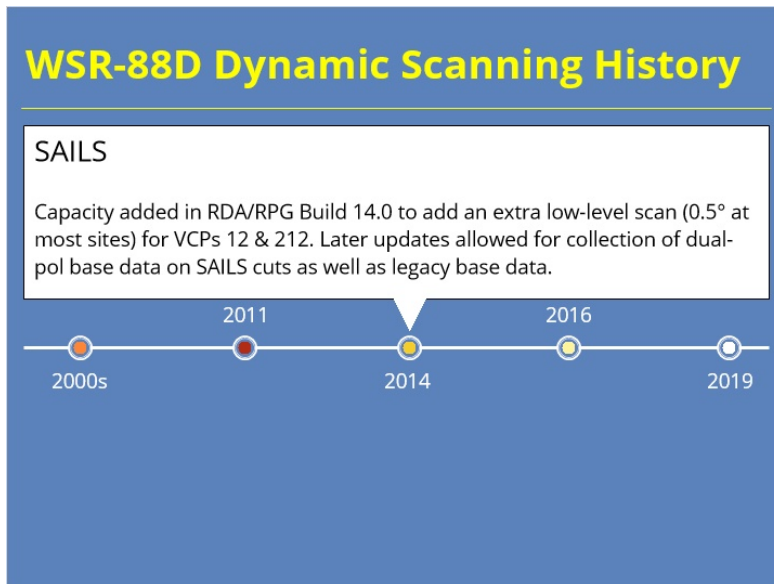 WSR-88D Dynamic Scanning History
SAILS
Capacity added in RDA/RPG Build 14.0 to add an extra low-level scan (0.5° at
most sites) for VCPs 12 & 212. Later updates allowed for collection of dual-
pol base data on SAILS cuts as well as legacy base data.
2011 2016
2000s 2014 2019